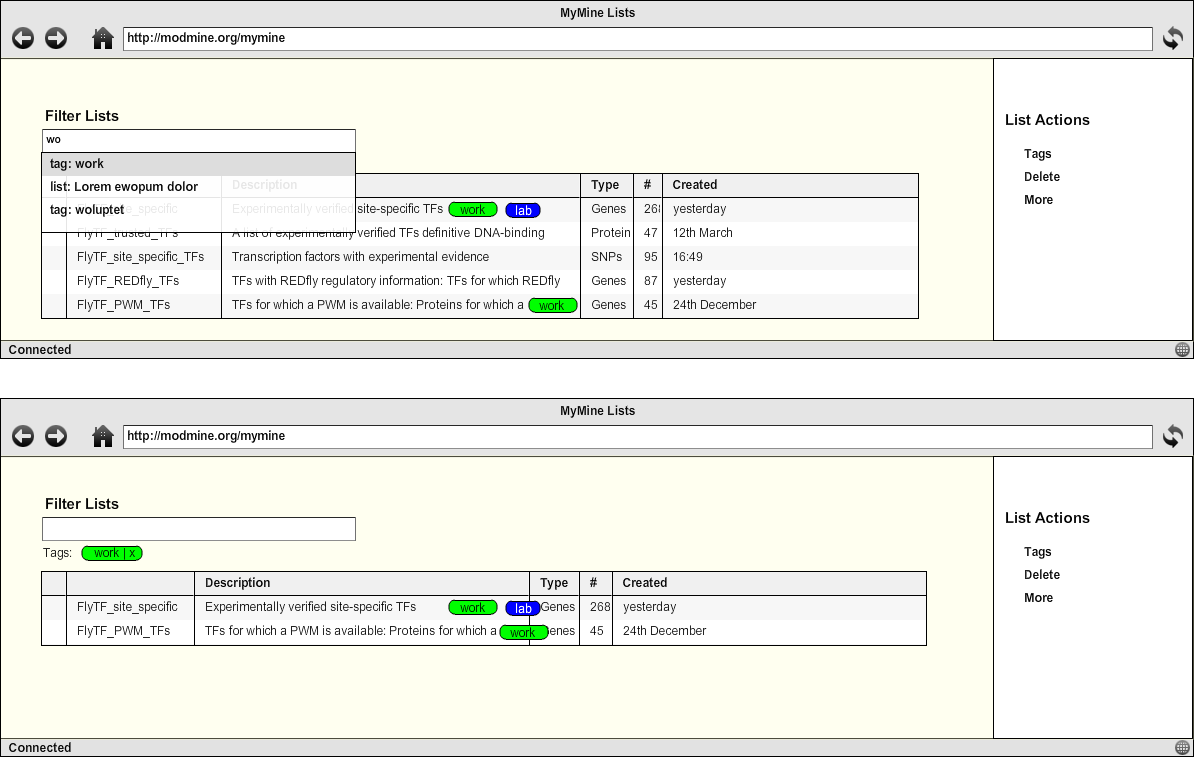 MyMine Lists
http://modmine.org/mymine
Filter Lists
List Actions
wo
tag: work
list: Lorem ewopum dolor
tag: woluptet
Tags
Delete
More
Description Type # Created
e_specific Experimentally verified site-specific TFs work lab Genes 268 yesterday
FlyTF_trusted_TFs A list of experimentally verified TFs definitive DNA-binding Protein 47 12th March
FlyTF_site_specific_TFs Transcription factors with experimental evidence SNPs 95 16:49
FlyTF_REDfly_TFs TFs with REDfly regulatory information: TFs for which REDfly Genes 87 yesterday
FlyTF_PWM_TFs TFs for which a PWM is available: Proteins for which a work Genes 45 24th December
Connected
MyMine Lists
http://modmine.org/mymine
Filter Lists
List Actions
Tags: work | x
Tags
Delete
More
Description Type # Created
FlyTF_site_specific Experimentally verified site-specific TFs work lab Genes 268 yesterday
FlyTF_PWM_TFs TFs for which a PWM is available: Proteins for which a work enes 45 24th December
Connected